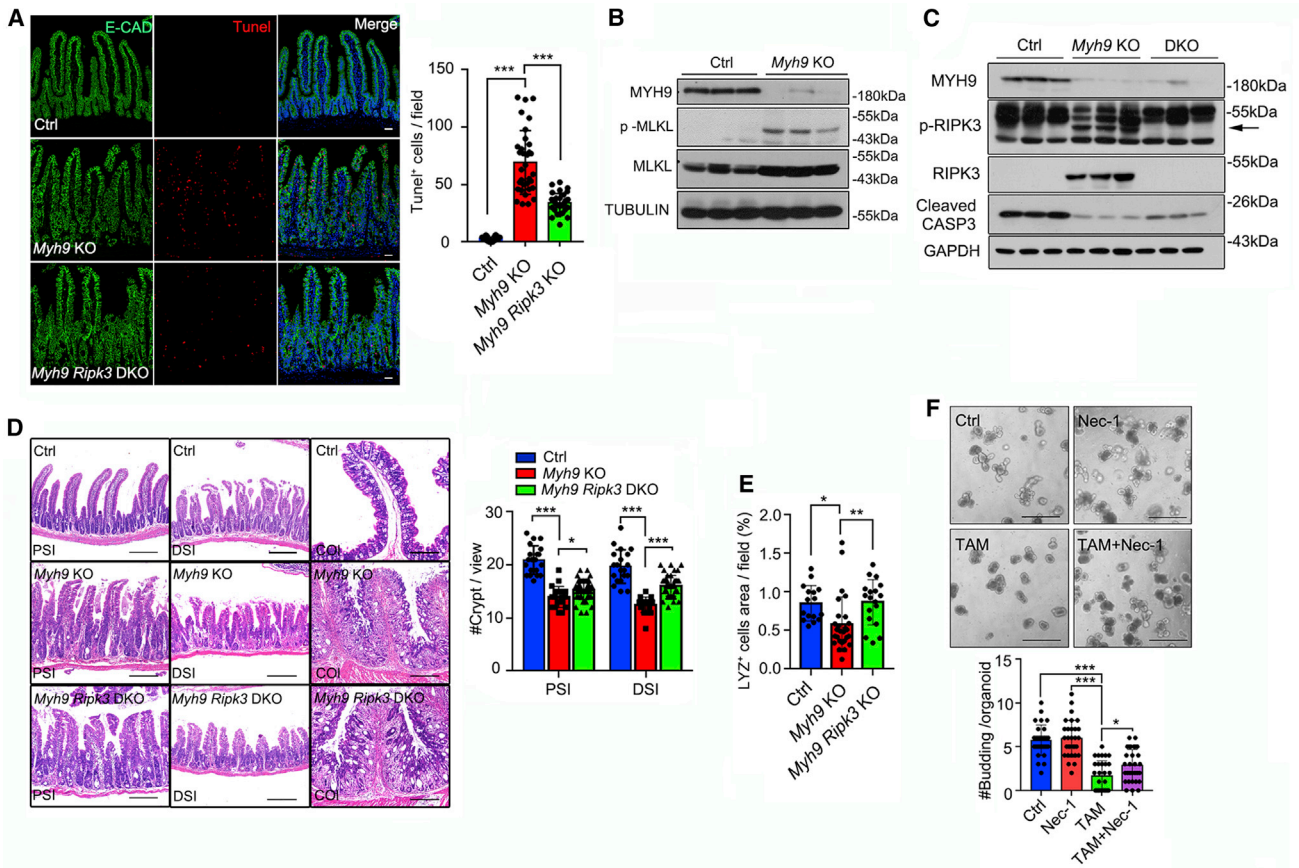 A
E-CAD
Tunel
Merge
Ctrl
Myh9 KO
Myh9 Ripk3 DKO
Tunel+ cells / field
150
100
50
0
***
***
Ctrl
Myh9 KO
Myh9 Ripk3 KO
B
Ctrl
Myh9 KO
MYH9
-180kDa
p -MLKL
-55kDa
-43kDa
MLKL
-55kDa
-43kDa
TUBULIN
-55kDa
C
Ctrl
Myh9 KO
DKO
MYH9
-180kDa
p-RIPK3
-55kDa
RIPK3
-55kDa
Cleaved
CASP3
-26kDa
GAPDH
-43kDa
D
Ctrl
PSI
Ctrl
DSI
Ctrl
COl
Myh9 KO
PSI
Myh9 KO
DSI
Myh9 KO
COl
Myh9 Ripk3 DKO
PSI
Myh9 Ripk3 DKO
DSI
Myh9 Ripk3 DKO
COl
Ctrl
Myh9 KO
Myh9 Ripk3 DKO
#Crypt / view
30
20
10
0
***
*
***
***
PSI
DSI
E
LYZ+ cells area / field (%)
2.0
1.5
1.0
0.5
0.0
*
**
Ctrl
Myh9 KO
Myh9 Ripk3 KO
F
Ctrl
Nec-1
TAM
TAM+Nec-1
#Budding /organoid
15
10
5
0
***
***
*
Ctrl
Nec-1
TAM
TAM+Nec-1